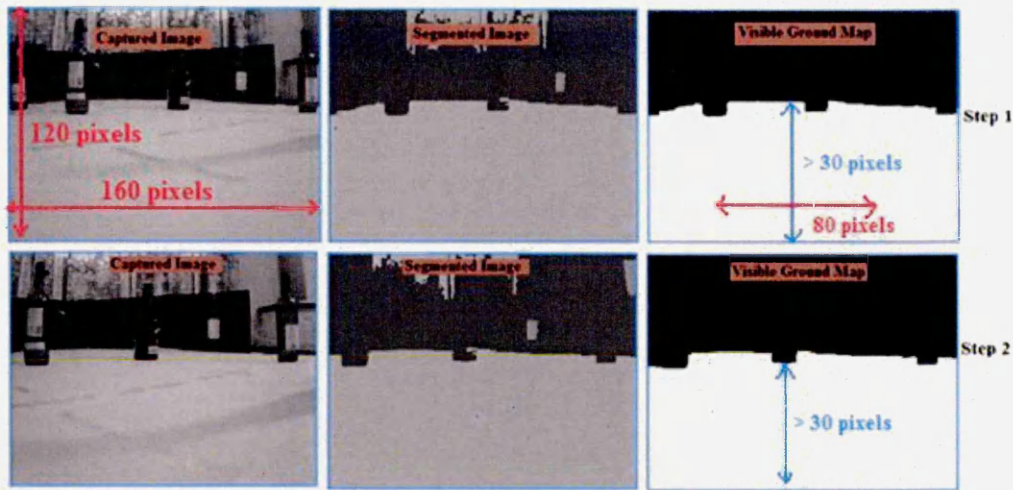 Captured Image
Segmented Image
Visible Ground Map
Step 1
120 pixels
> 30 pixels
160 pixels
80 pixels
Captured Image
Segmented Image
Visible Ground Map
Step 2
> 30 pixels